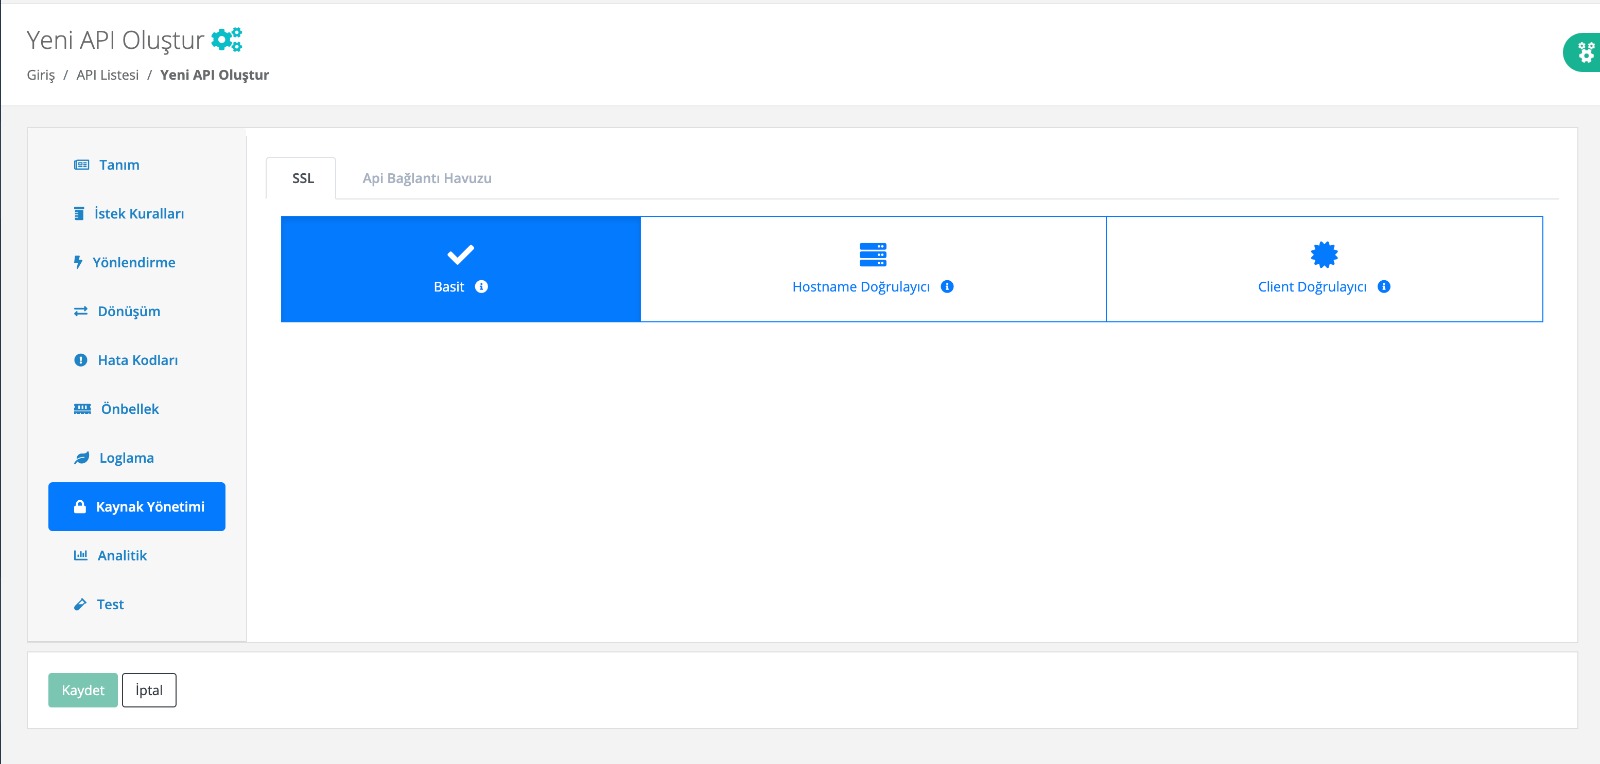 Yeni API Oluştur
Giriş / API Listesi / Yeni API Oluştur
Tanım
İstek Kuralları
Yönlendirme
Dönüşüm
Hata Kodları
Önbellek
Loglama
Kaynak Yönetimi
Analitik
Test
SSL
Api Bağlantı Havuzu
Basit
Hostname Doğrulayıcı
Client Doğrulayıcı
Kaydet
İptal